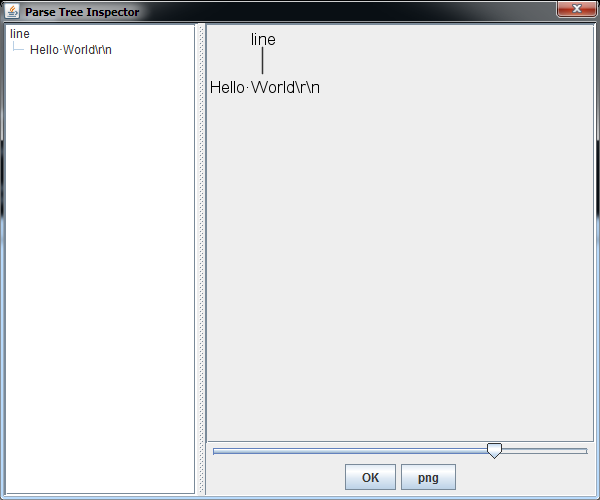 Parse Tree Inspector
line
Hello·World\r\n
line
Hello·World\r\n
OK
png